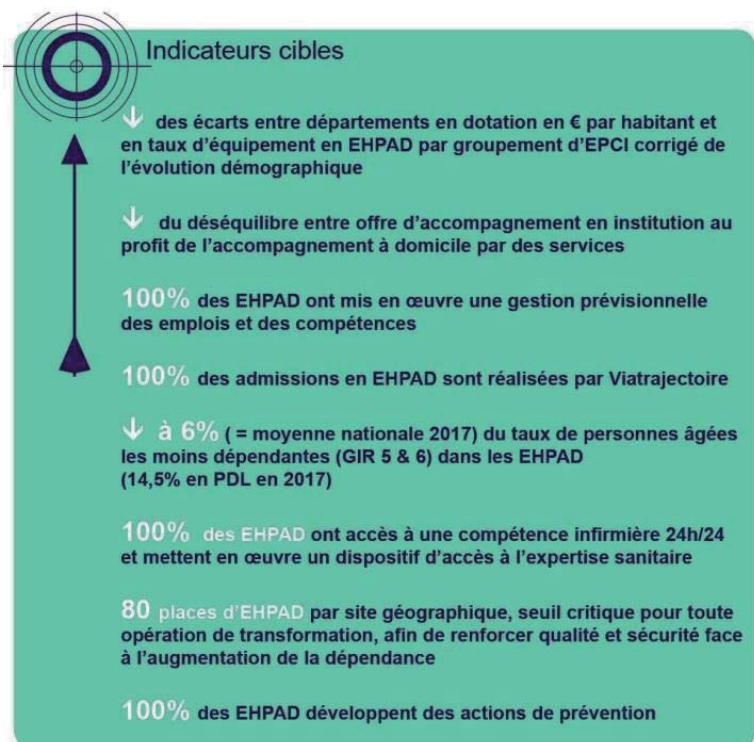 Indicateurs cibles
↓ des écarts entre départements en dotation en € par habitant et
en taux d'équipement en EHPAD par groupement d'EPCI corrigé de
l'évolution démographique
↓ du déséquilibre entre offre d'accompagnement en institution au
profit de l'accompagnement à domicile par des services
100% des EHPAD ont mis en œuvre une gestion prévisionnelle
des emplois et des compétences
100% des admissions en EHPAD sont réalisées par Viatrajectoire
↓ à 6% ( = moyenne nationale 2017) du taux de personnes âgées
les moins dépendantes (GIR 5 & 6) dans les EHPAD
(14,5% en PDL en 2017)
100% des EHPAD ont accès à une compétence infirmière 24h/24
et mettent en œuvre un dispositif d'accès à l'expertise sanitaire
80 places d'EHPAD par site géographique, seuil critique pour toute
opération de transformation, afin de renforcer qualité et sécurité face
à l'augmentation de la dépendance
100% des EHPAD développent des actions de prévention